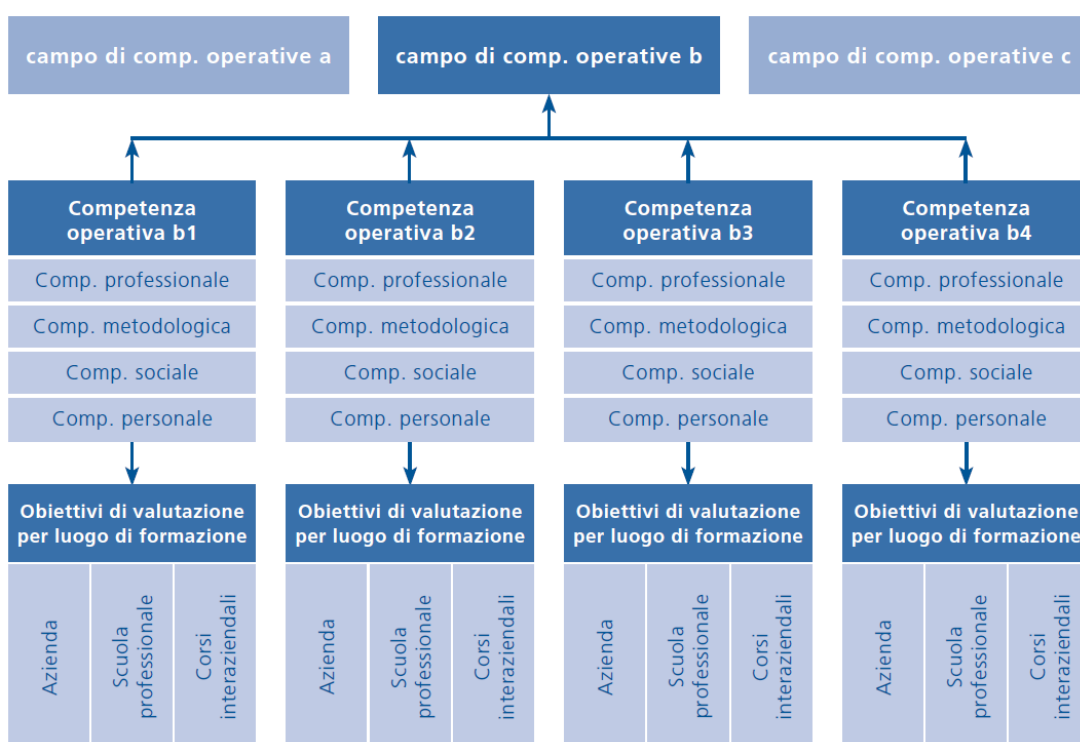 campo di comp. operative a
campo di comp. operative b
campo di comp. operative c
Competenza
operativa b1
Comp. professionale
Comp. metodologica
Comp. sociale
Comp. personale
Obiettivi di valutazione
per luogo di formazione
Azienda
Scuola
professionale
Corsi
interaziendali
Competenza
operativa b2
Comp. professionale
Comp. metodologica
Comp. sociale
Comp. personale
Obiettivi di valutazione
per luogo di formazione
Azienda
Scuola
professionale
Corsi
interaziendali
Competenza
operativa b3
Comp. professionale
Comp. metodologica
Comp. sociale
Comp. personale
Obiettivi di valutazione
per luogo di formazione
Azienda
Scuola
professionale
Corsi
interaziendali
Competenza
operativa b4
Comp. professionale
Comp. metodologica
Comp. sociale
Comp. personale
Obiettivi di valutazione
per luogo di formazione
Azienda
Scuola
professionale
Corsi
interaziendali